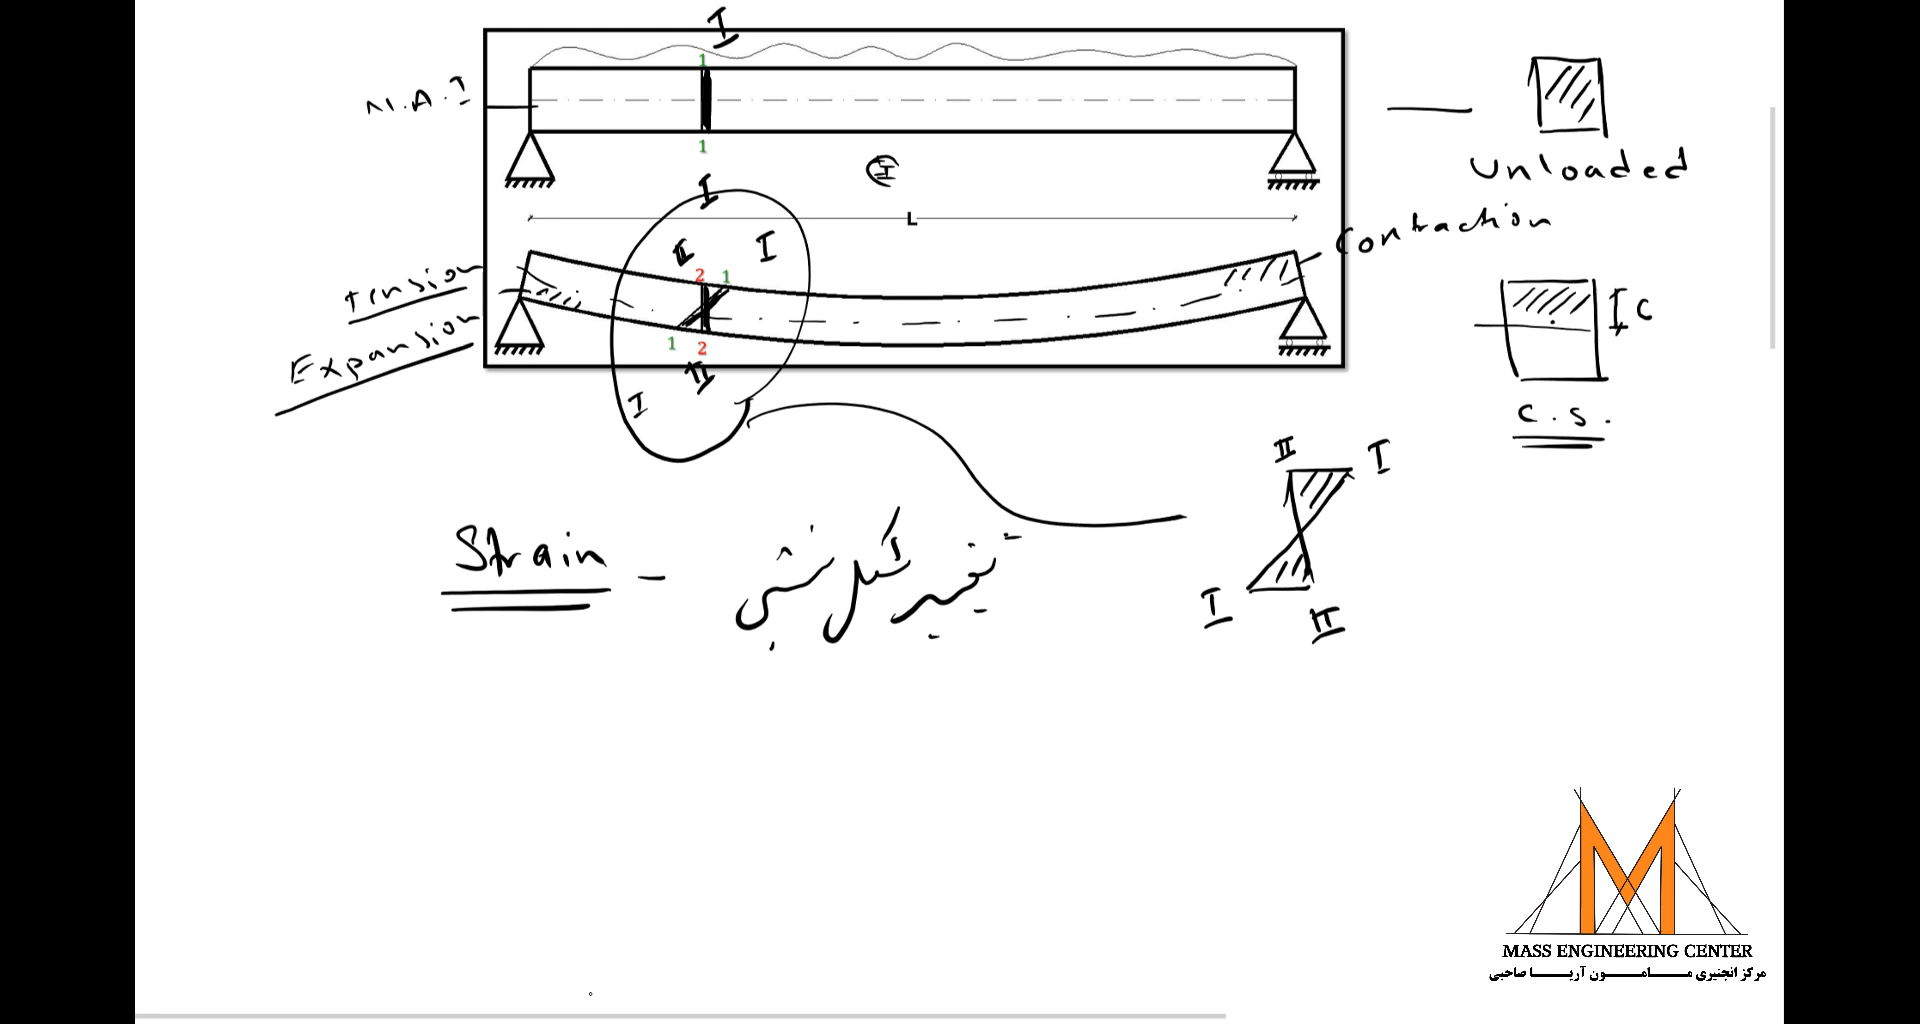 I
1
N.A.I
1
I
I
Unloaded
L
Contraction
II
I
2
1
Tension
Expansion
1
2
II
I
I C
C.S.
II
I
I
II
Strain - تغییر شکل نسبی
MASS ENGINEERING CENTER
مرکز انجنیری مامون آریا صاحبی